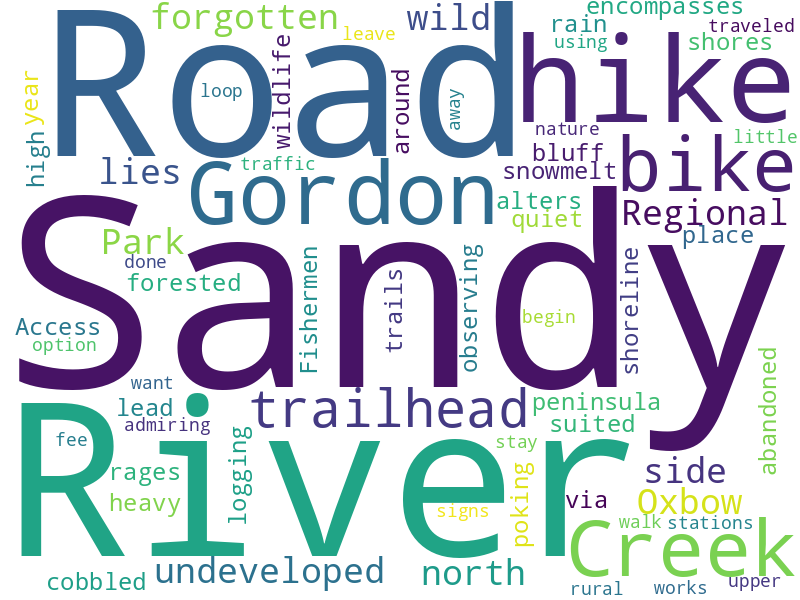 encompasses
forgotten
wild
rain
traveled
leave
using
shores
Road
hike
wildlife
year
loop
around
away
high
nature
little
traffic
bluff
lies
Gordon
snowmelt
bike
alters
quiet
Regional
Park
place
done
forested
Sandy
Fishermen
trails
observing
shoreline
Access
begin
option
want
lead
admiring
trailhead
peninsula
suited
abandoned
fee
River
logging
stay
rages
side
heavy
poking
signs
via
Oxbow
walk
stations
Creek
cobbled
undeveloped
north
rural
works
upper